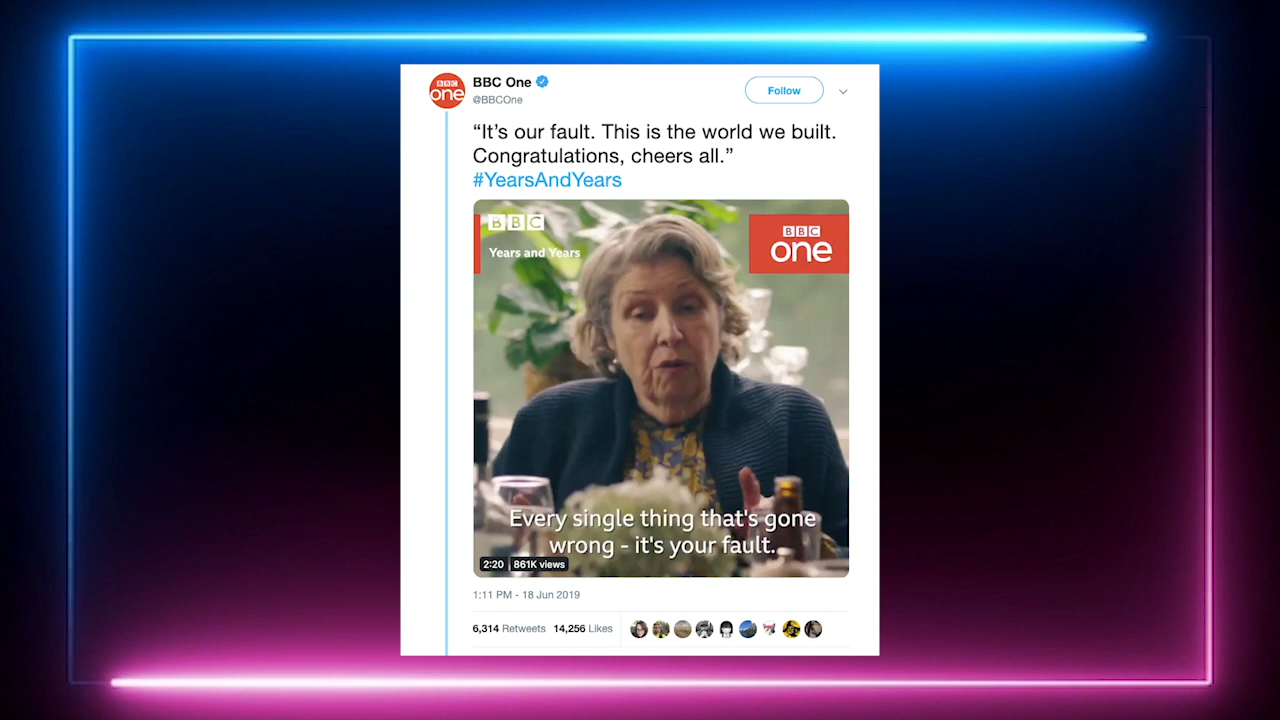 BBC
one
BBC One
@BBCOne
Follow
“It’s our fault. This is the world we built.
Congratulations, cheers all.”
#YearsAndYears
BBC
Years and Years
BBC
one
Every single thing that's gone
wrong - it's your fault.
2:20 861K views
1:11 PM - 18 Jun 2019
6,314 Retweets 14,256 Likes